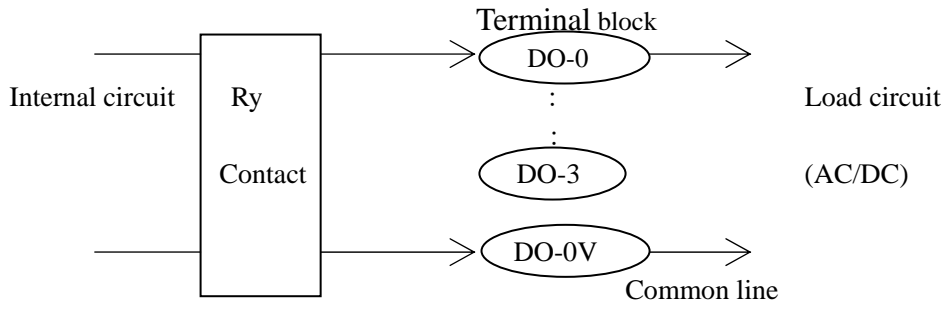 Terminal block
DO-0
Internal circuit Ry : Load circuit
:
Contact DO-3 (AC/DC)
DO-0V
Common line